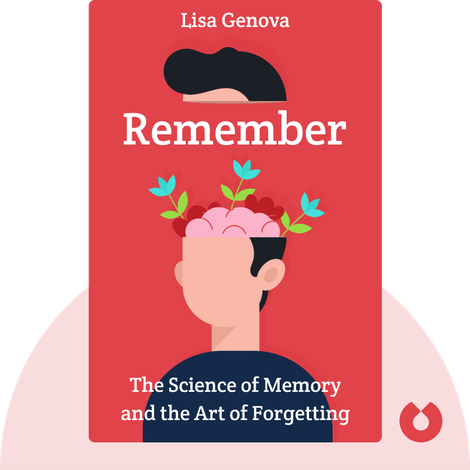 Lisa Genova
Remember
The Science of Memory
and the Art of Forgetting